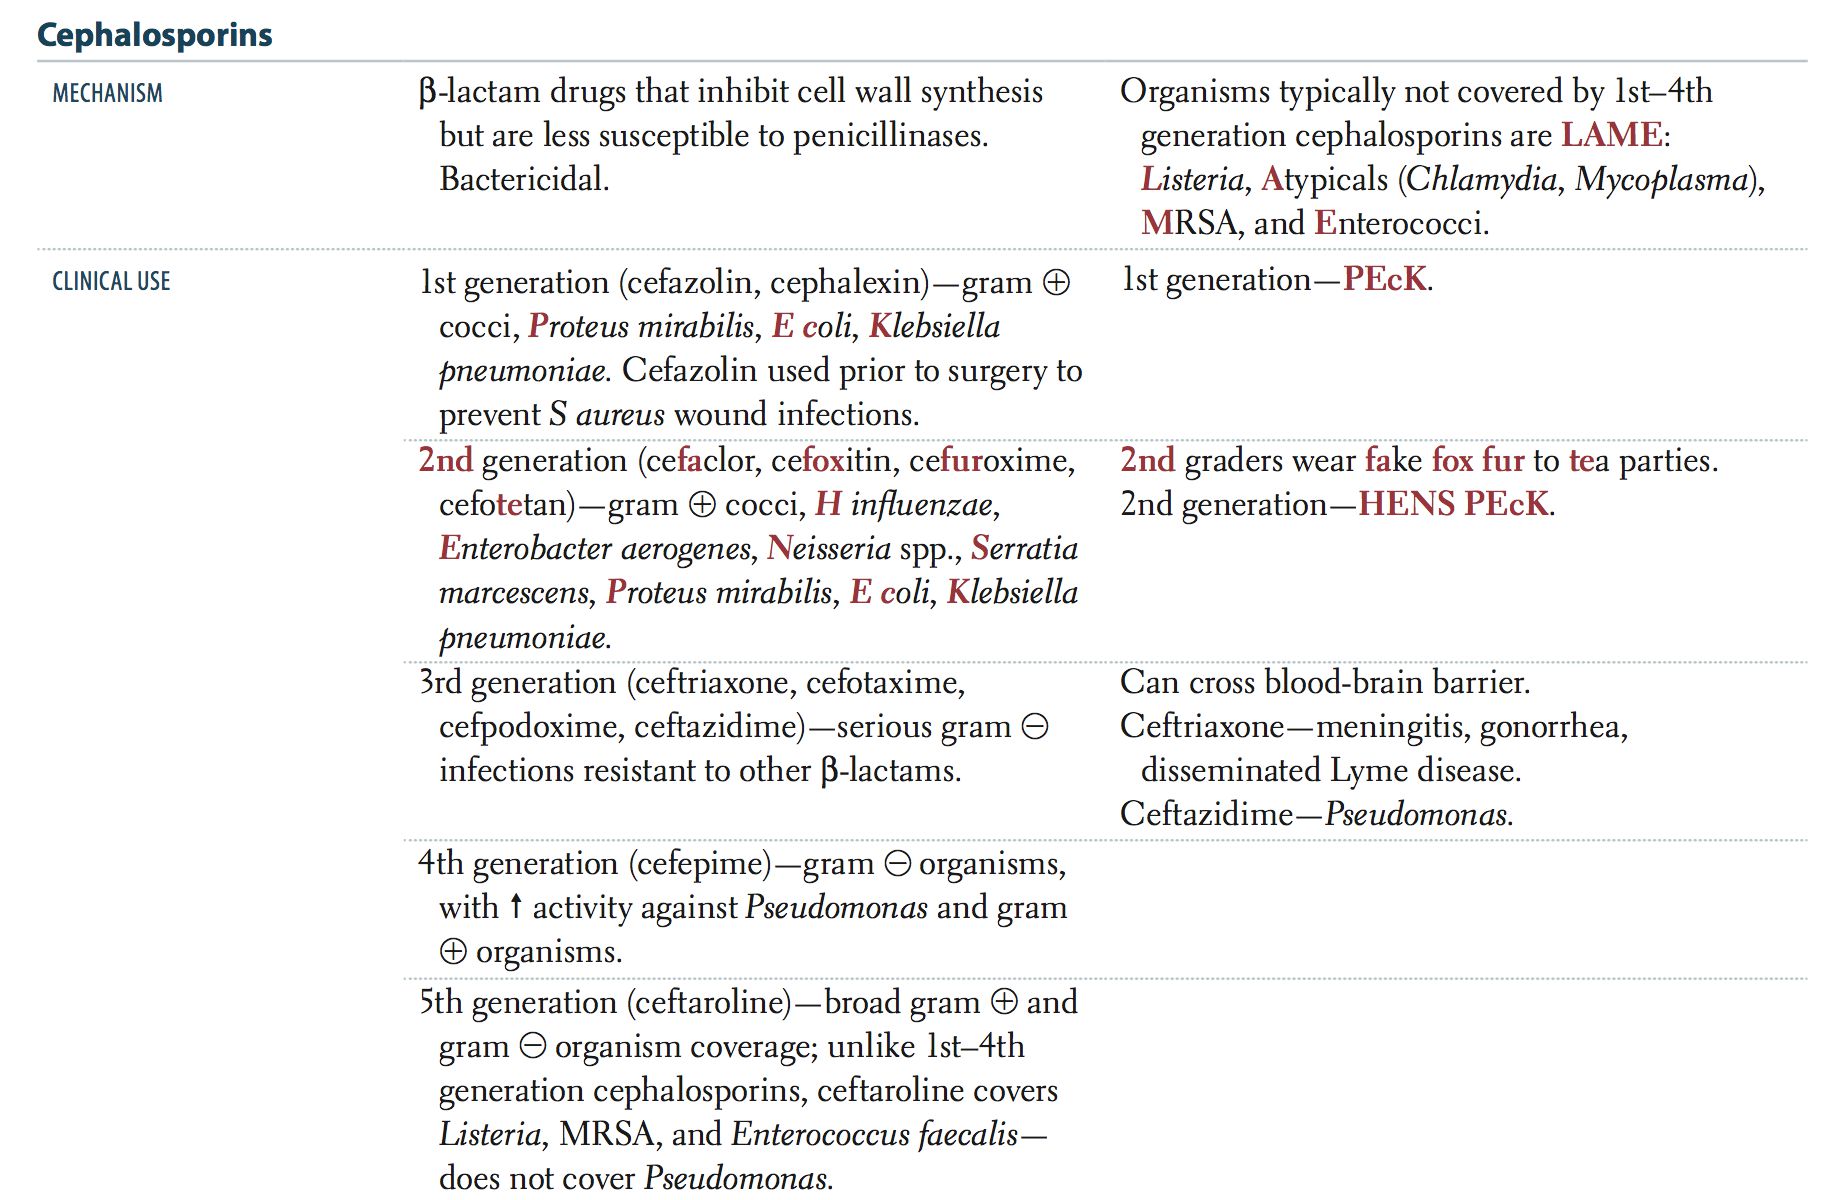 Cephalosporins
MECHANISM
β-lactam drugs that inhibit cell wall synthesis
but are less susceptible to penicillinases.
Bactericidal.
Organisms typically not covered by 1st–4th
generation cephalosporins are LAME:
Listeria, Atypicals (Chlamydia, Mycoplasma),
MRSA, and Enterococci.
CLINICAL USE
1st generation (cefazolin, cephalexin)—gram ⊕
cocci, Proteus mirabilis, E coli, Klebsiella
pneumoniae. Cefazolin used prior to surgery to
prevent S aureus wound infections.
1st generation—PEcK.
2nd generation (cefaclor, cefoxitin, cefuroxime,
cefotetan)—gram ⊕ cocci, H influenzae,
Enterobacter aerogenes, Neisseria spp., Serratia
marcescens, Proteus mirabilis, E coli, Klebsiella
pneumoniae.
2nd graders wear fake fox fur to tea parties.
2nd generation—HENS PEcK.
3rd generation (ceftriaxone, cefotaxime,
cefpodoxime, ceftazidime)—serious gram ⊖
infections resistant to other β-lactams.
Can cross blood-brain barrier.
Ceftriaxone—meningitis, gonorrhea,
disseminated Lyme disease.
Ceftazidime—Pseudomonas.
4th generation (cefepime)—gram ⊖ organisms,
with ↑ activity against Pseudomonas and gram
⊕ organisms.
5th generation (ceftaroline)—broad gram ⊕ and
gram ⊖ organism coverage; unlike 1st–4th
generation cephalosporins, ceftaroline covers
Listeria, MRSA, and Enterococcus faecalis—
does not cover Pseudomonas.